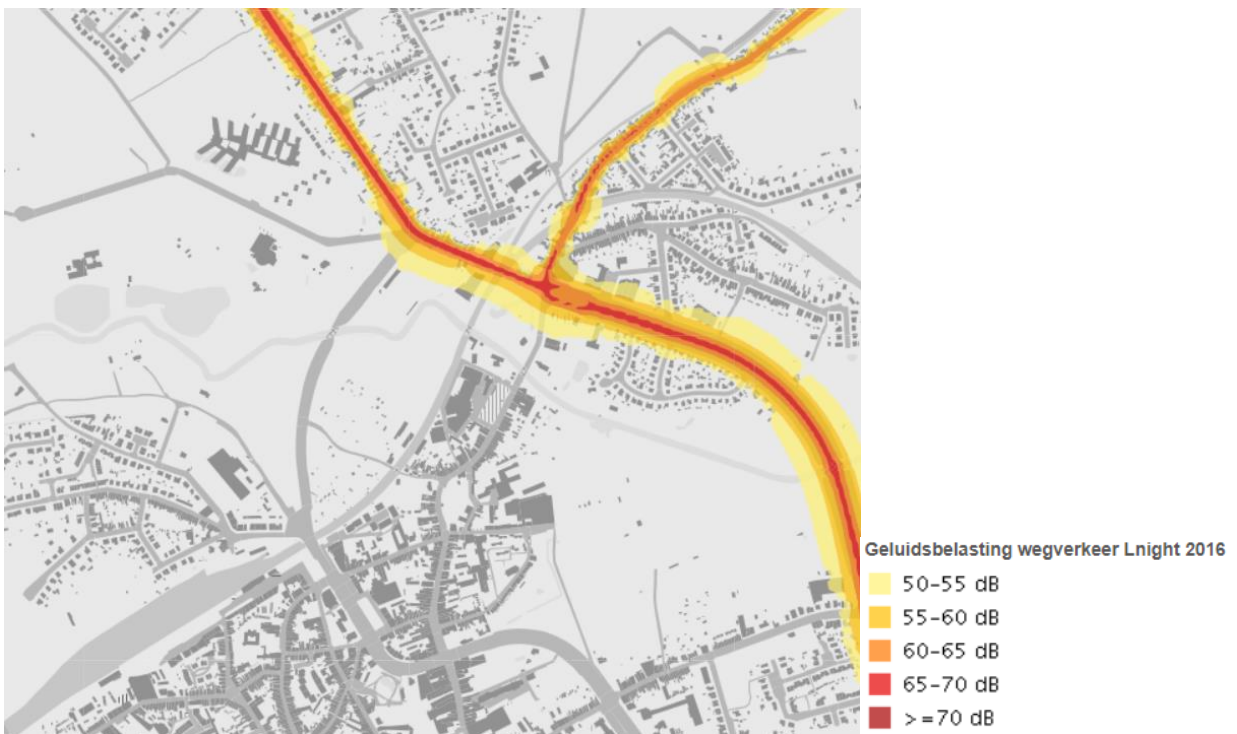 Geluidsbelasting wegverkeer Lnight 2016
50-55 dB
55-60 dB
60-65 dB
65-70 dB
>=70 dB